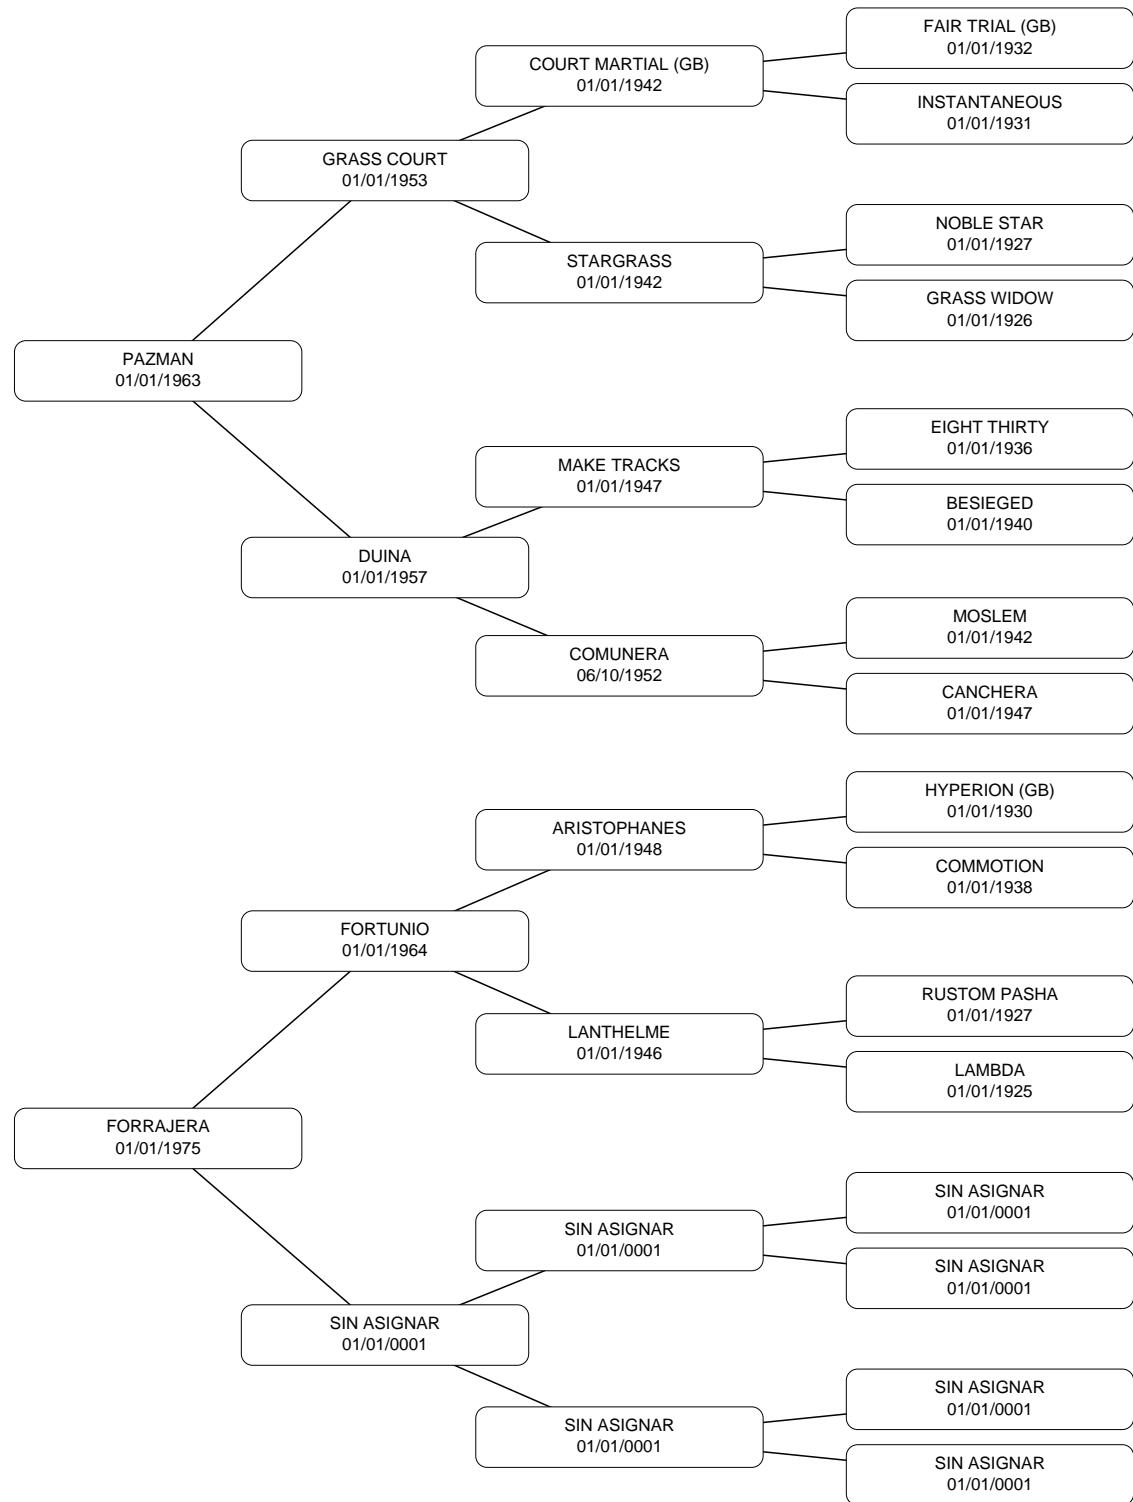 FAIR TRIAL (GB)
01/01/1932
COURT MARTIAL (GB)
01/01/1942
INSTANTANEOUS
01/01/1931
GRASS COURT
01/01/1953
NOBLE STAR
01/01/1927
STARGRASS
01/01/1942
GRASS WIDOW
01/01/1926
PAZMAN
01/01/1963
EIGHT THIRTY
01/01/1936
MAKE TRACKS
01/01/1947
BESIEGED
01/01/1940
DUINA
01/01/1957
MOSLEM
01/01/1942
COMUNERA
06/10/1952
CANCHERA
01/01/1947
HYPERION (GB)
01/01/1930
ARISTOPHANES
01/01/1948
COMMOTION
01/01/1938
FORTUNIO
01/01/1964
RUSTOM PASHA
01/01/1927
LANTHELME
01/01/1946
LAMBDA
01/01/1925
FORRAJERA
01/01/1975
SIN ASIGNAR
01/01/0001
SIN ASIGNAR
01/01/0001
SIN ASIGNAR
01/01/0001
SIN ASIGNAR
01/01/0001
SIN ASIGNAR
01/01/0001
SIN ASIGNAR
01/01/0001
SIN ASIGNAR
01/01/0001